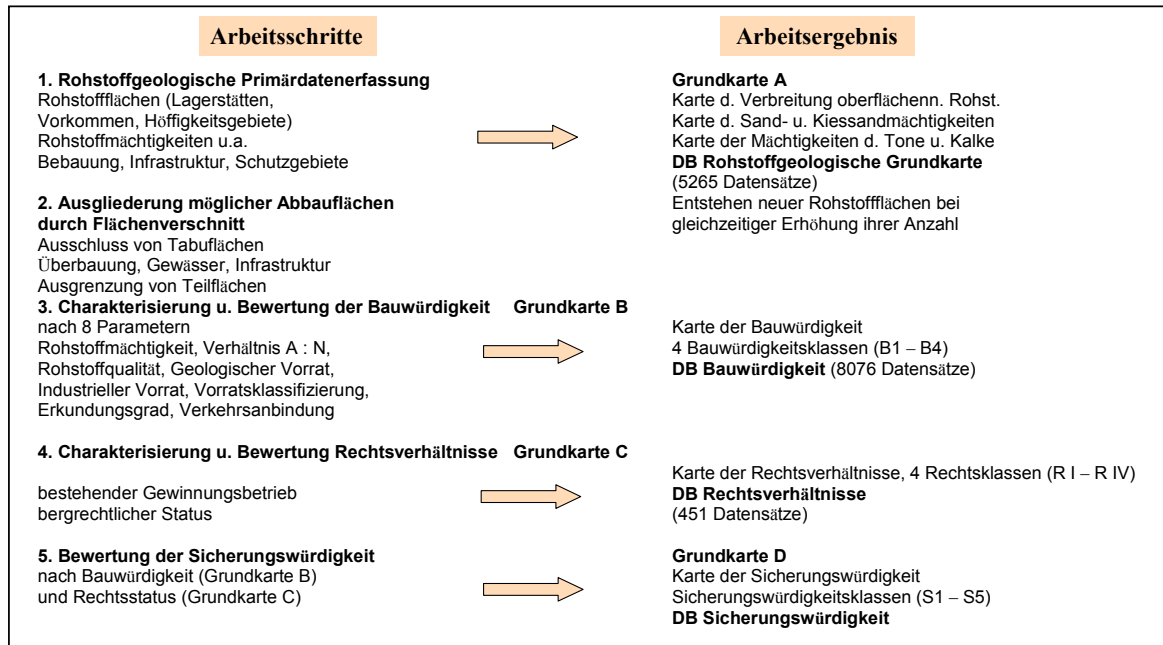 Arbeitsschritte
Arbeitsergebnis
1. Rohstoffgeologische Primärdatenerfassung
Rohstoffflächen (Lagerstätten,
Vorkommen, Höffigkeitsgebiete)
Rohstoffmächtigkeiten u.a.
Bebauung, Infrastruktur, Schutzgebiete
Grundkarte A
Karte d. Verbreitung oberflächenn. Rohst.
Karte d. Sand- u. Kiessandmächtigkeiten
Karte der Mächtigkeiten d. Tone u. Kalke
DB Rohstoffgeologische Grundkarte
(5265 Datensätze)
Entstehen neuer Rohstoffflächen bei
gleichzeitiger Erhöhung ihrer Anzahl
2. Ausgliederung möglicher Abbauflächen
durch Flächenverschnitt
Ausschluss von Tabuflächen
Überbauung, Gewässer, Infrastruktur
Ausgrenzung von Teilflächen
3. Charakterisierung u. Bewertung der Bauwürdigkeit Grundkarte B
nach 8 Parametern
Rohstoffmächtigkeit, Verhältnis A : N,
Rohstoffqualität, Geologischer Vorrat,
Industrieller Vorrat, Vorratsklassifizierung,
Erkundungsgrad, Verkehrsanbindung
Karte der Bauwürdigkeit
4 Bauwürdigkeitsklassen (B1 – B4)
DB Bauwürdigkeit (8076 Datensätze)
4. Charakterisierung u. Bewertung Rechtsverhältnisse Grundkarte C
bestehender Gewinnungsbetrieb
bergrechtlicher Status
Karte der Rechtsverhältnisse, 4 Rechtsklassen (R I – R IV)
DB Rechtsverhältnisse
(451 Datensätze)
5. Bewertung der Sicherungswürdigkeit
nach Bauwürdigkeit (Grundkarte B)
und Rechtsstatus (Grundkarte C)
Grundkarte D
Karte der Sicherungswürdigkeit
Sicherungswürdigkeitsklassen (S1 – S5)
DB Sicherungswürdigkeit